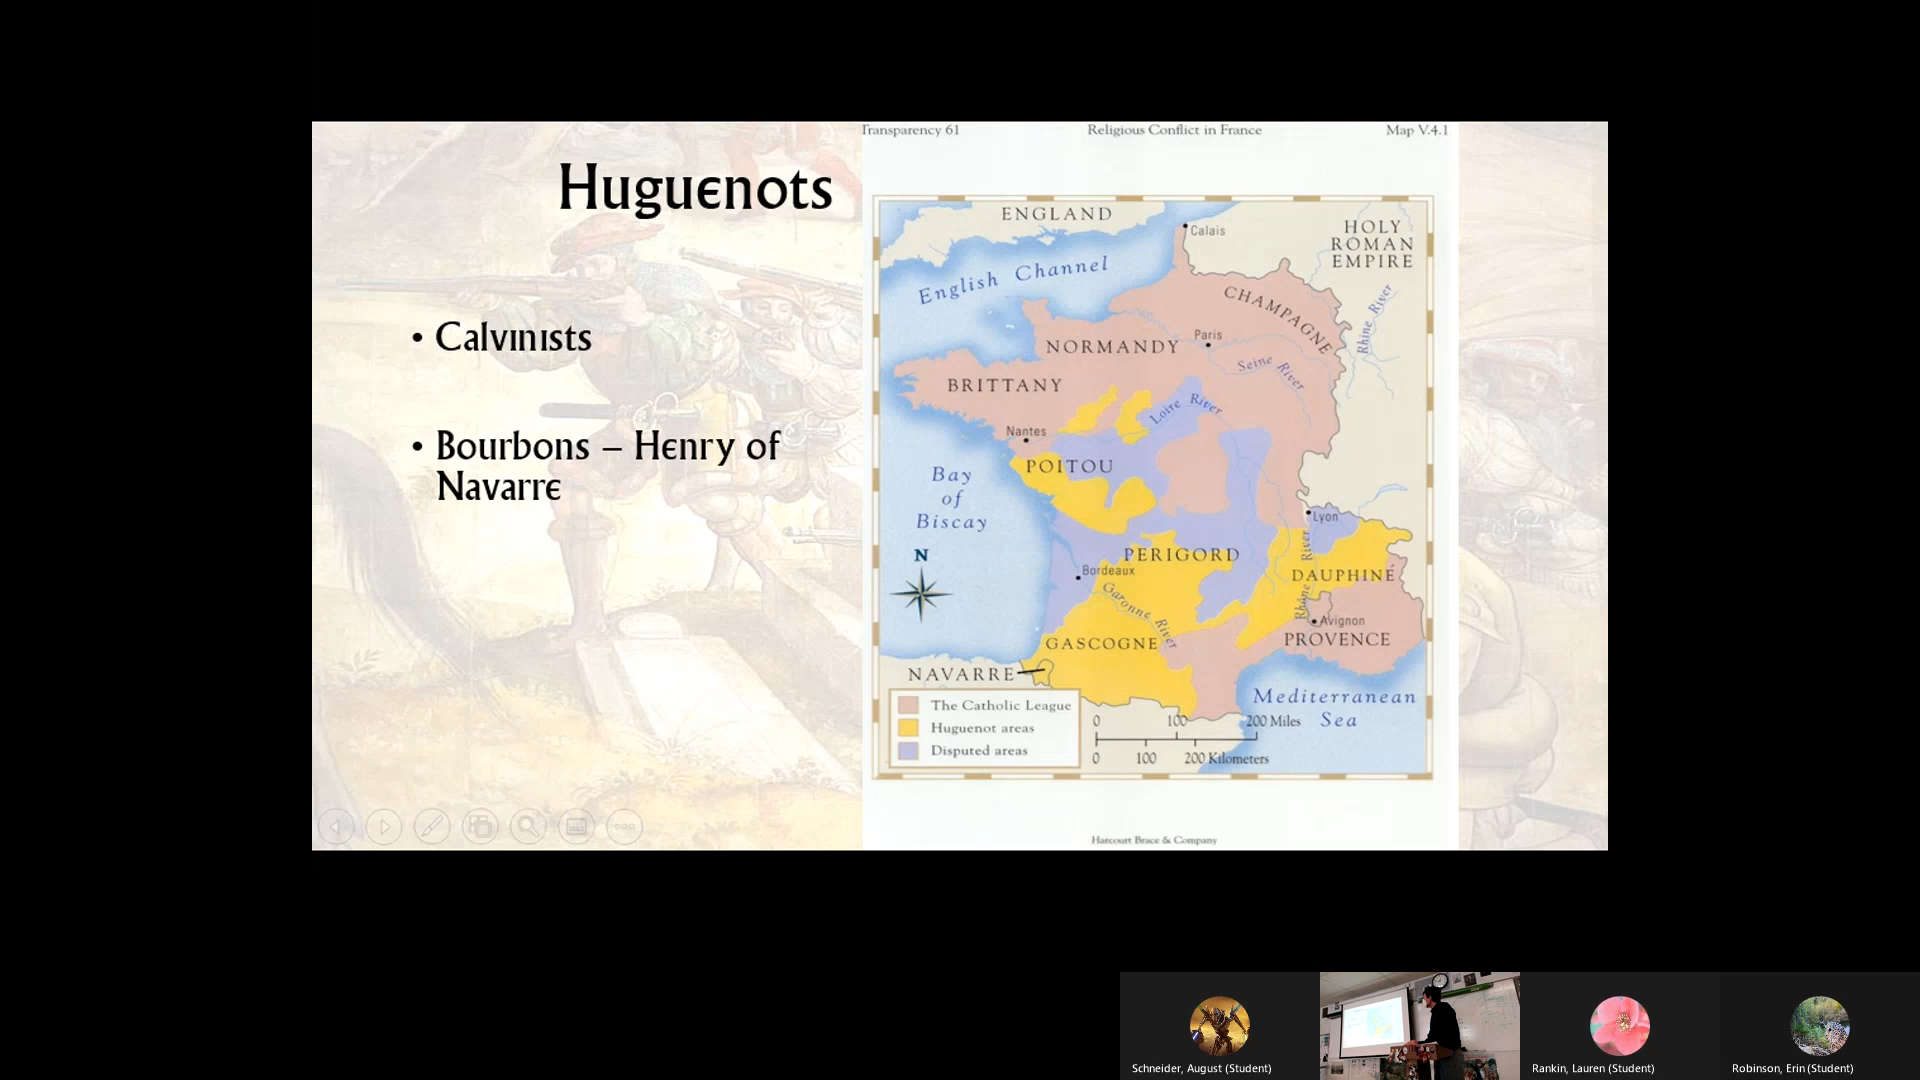 Transparency 61
Religious Conflict in France
Map V.4.1
Huguenots
• Calvinists
• Bourbons – Henry of
Navarre
ENGLAND
Calais
HOLY
ROMAN
EMPIRE
English Channel
CHAMPAGNE
Rhine River
Paris
NORMANDY
Seine River
BRITTANY
Loire River
Nantes
POITOU
Bay
of
Biscay
Lyon
N
PERIGORD
Bordeaux
Rhône River
DAUPHINÉ
Garonne River
Avignon
GASCOGNE
PROVENCE
NAVARRE
Mediterranean
Sea
The Catholic League
Huguenot areas
Disputed areas
0 100 200 Miles
0 100 200 Kilometers
Harcourt Brace & Company
Schneider, August (Student)
Rankin, Lauren (Student)
Robinson, Erin (Student)